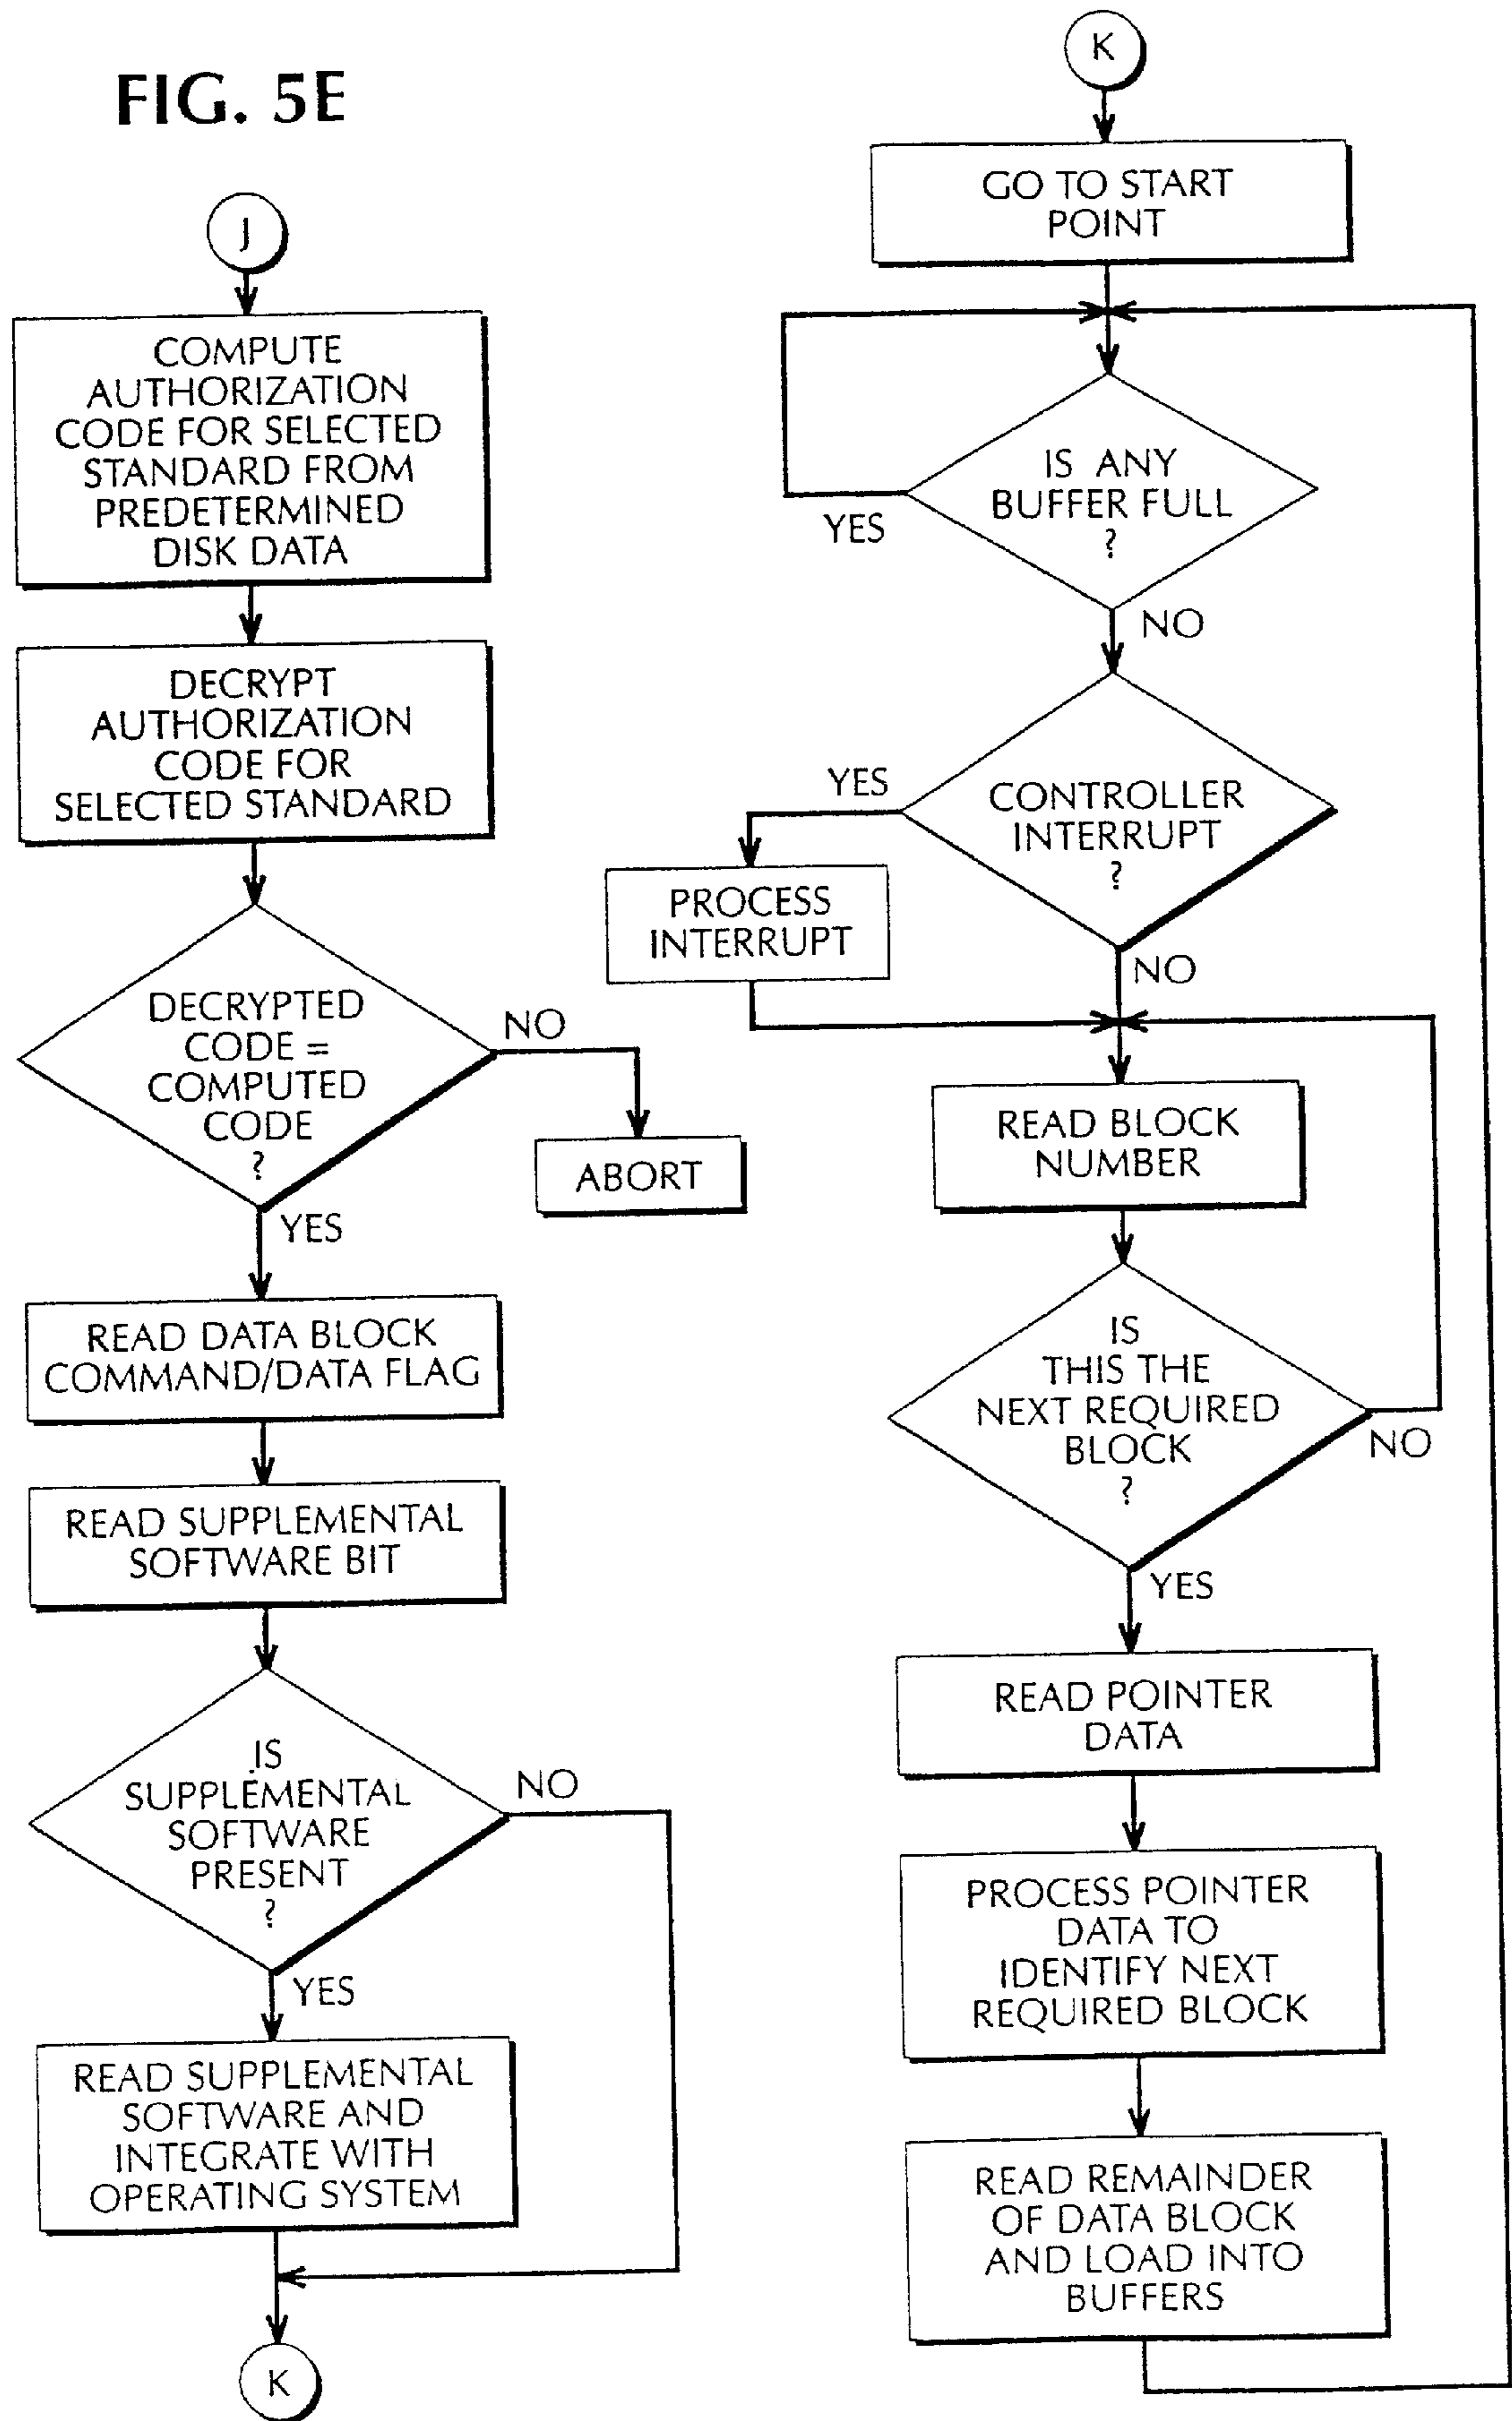 FIG. 5E
J
COMPUTE
AUTHORIZATION
CODE FOR SELECTED
STANDARD FROM
PREDETERMINED
DISK DATA
DECRYPT
AUTHORIZATION
CODE FOR
SELECTED STANDARD
DECRYPTED
CODE =
COMPUTED
CODE
?
NO
ABORT
YES
READ DATA BLOCK
COMMAND/DATA FLAG
READ SUPPLEMENTAL
SOFTWARE BIT
IS
SUPPLEMENTAL
SOFTWARE
PRESENT
?
NO
YES
READ SUPPLEMENTAL
SOFTWARE AND
INTEGRATE WITH
OPERATING SYSTEM
K
K
GO TO START
POINT
IS ANY
BUFFER FULL
?
YES
NO
CONTROLLER
INTERRUPT
?
YES
PROCESS
INTERRUPT
NO
READ BLOCK
NUMBER
IS
THIS THE
NEXT REQUIRED
BLOCK
?
NO
YES
READ POINTER
DATA
PROCESS POINTER
DATA TO
IDENTIFY NEXT
REQUIRED BLOCK
READ REMAINDER
OF DATA BLOCK
AND LOAD INTO
BUFFERS